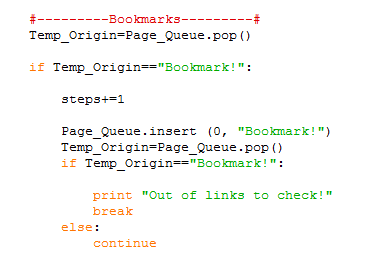 #---------Bookmarks---------#
Temp_Origin=Page_Queue.pop()
if Temp_Origin=="Bookmark!":
steps+=1
Page_Queue.insert (0, "Bookmark!")
Temp_Origin=Page_Queue.pop()
if Temp_Origin=="Bookmark!":
print "Out of links to check!"
break
else:
continue